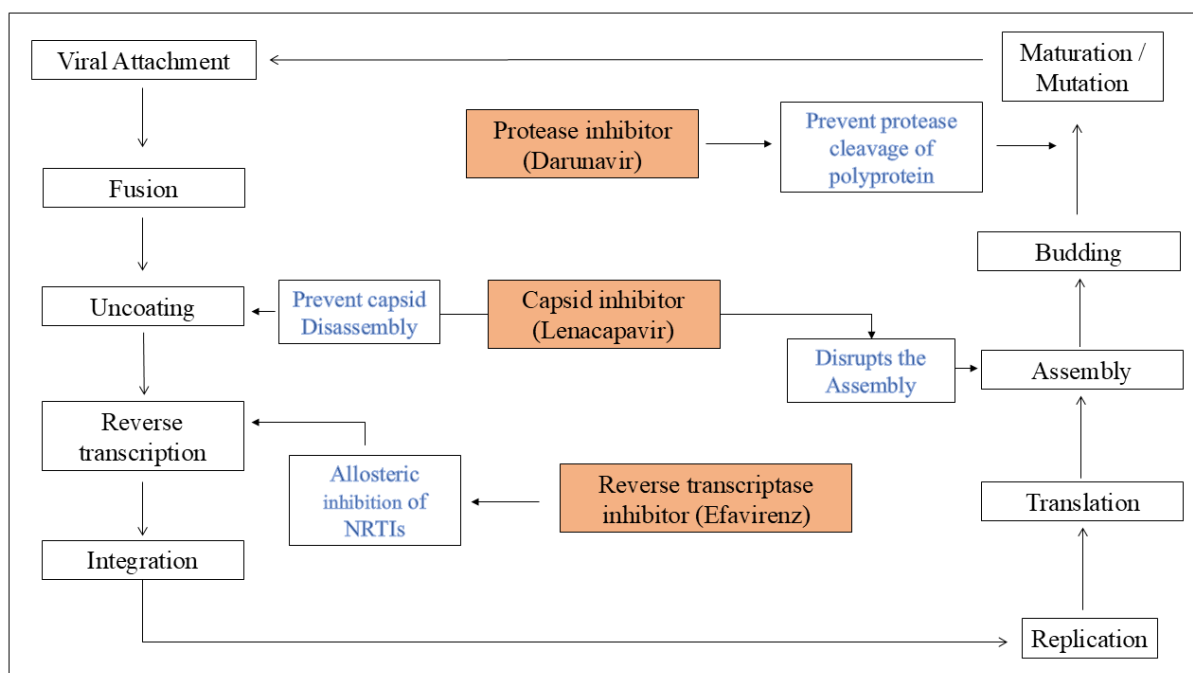 Viral Attachment
Maturation /
Mutation
Protease inhibitor
(Darunavir)
Prevent protease
cleavage of
polyprotein
Fusion
Budding
Uncoating
Prevent capsid
Disassembly
Capsid inhibitor
(Lenacapavir)
Disrupts the
Assembly
Assembly
Reverse
transcription
Allosteric
inhibition of
NRTIs
Reverse transcriptase
inhibitor (Efavirenz)
Translation
Integration
Replication